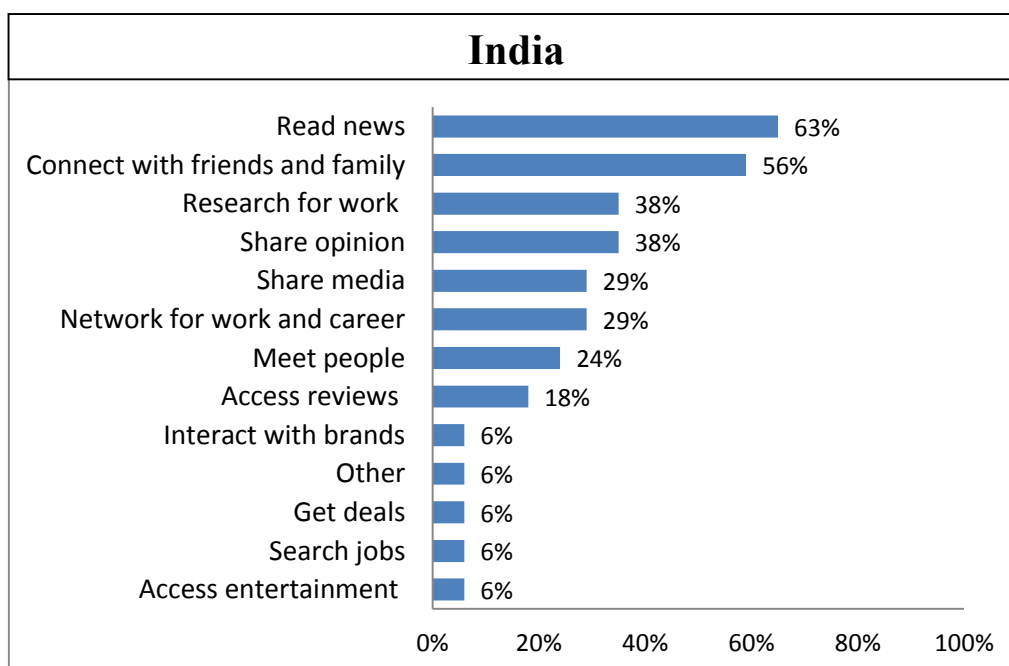 India
Read news 63%
Connect with friends and family 56%
Research for work 38%
Share opinion 38%
Share media 29%
Network for work and career 29%
Meet people 24%
Access reviews 18%
Interact with brands 6%
Other 6%
Get deals 6%
Search jobs 6%
Access entertainment 6%
0% 20% 40% 60% 80% 100%